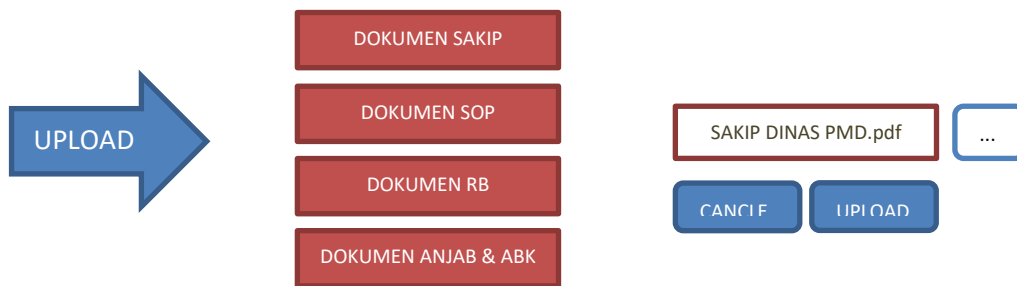 UPLOAD
DOKUMEN SAKIP
DOKUMEN SOP
DOKUMEN RB
DOKUMEN ANJAB & ABK
SAKIP DINAS PMD.pdf
...
CANCLE
UPLOAD